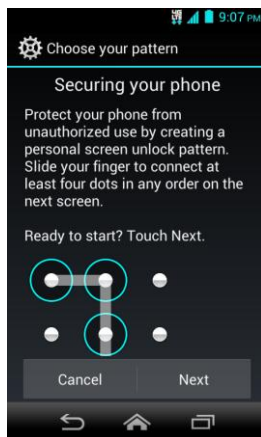 9:07 PM
Choose your pattern
Securing your phone
Protect your phone from
unauthorized use by creating a
personal screen unlock pattern.
Slide your finger to connect at
least four dots in any order on the
next screen.
Ready to start? Touch Next.
Cancel Next